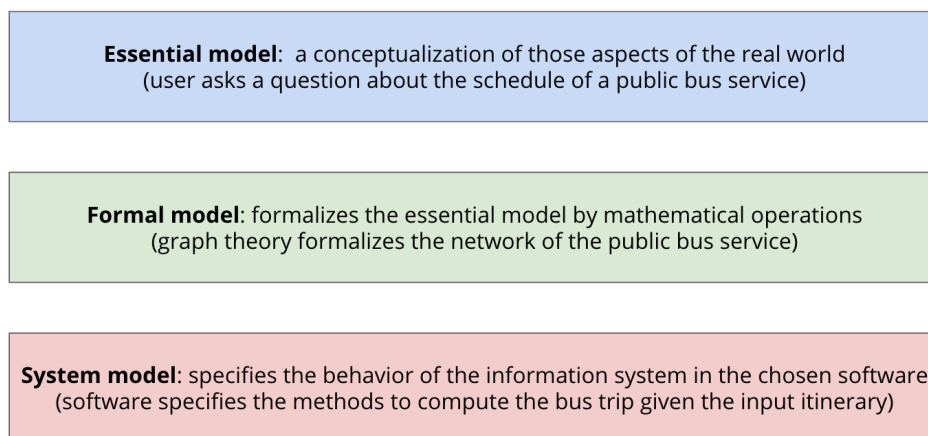 Essential model:  a conceptualization of those aspects of the real world
(user asks a question about the schedule of a public bus service)
Formal model: formalizes the essential model by mathematical operations
(graph theory formalizes the network of the public bus service)
System model: specifies the behavior of the information system in the chosen software
(software specifies the methods to compute the bus trip given the input itinerary)